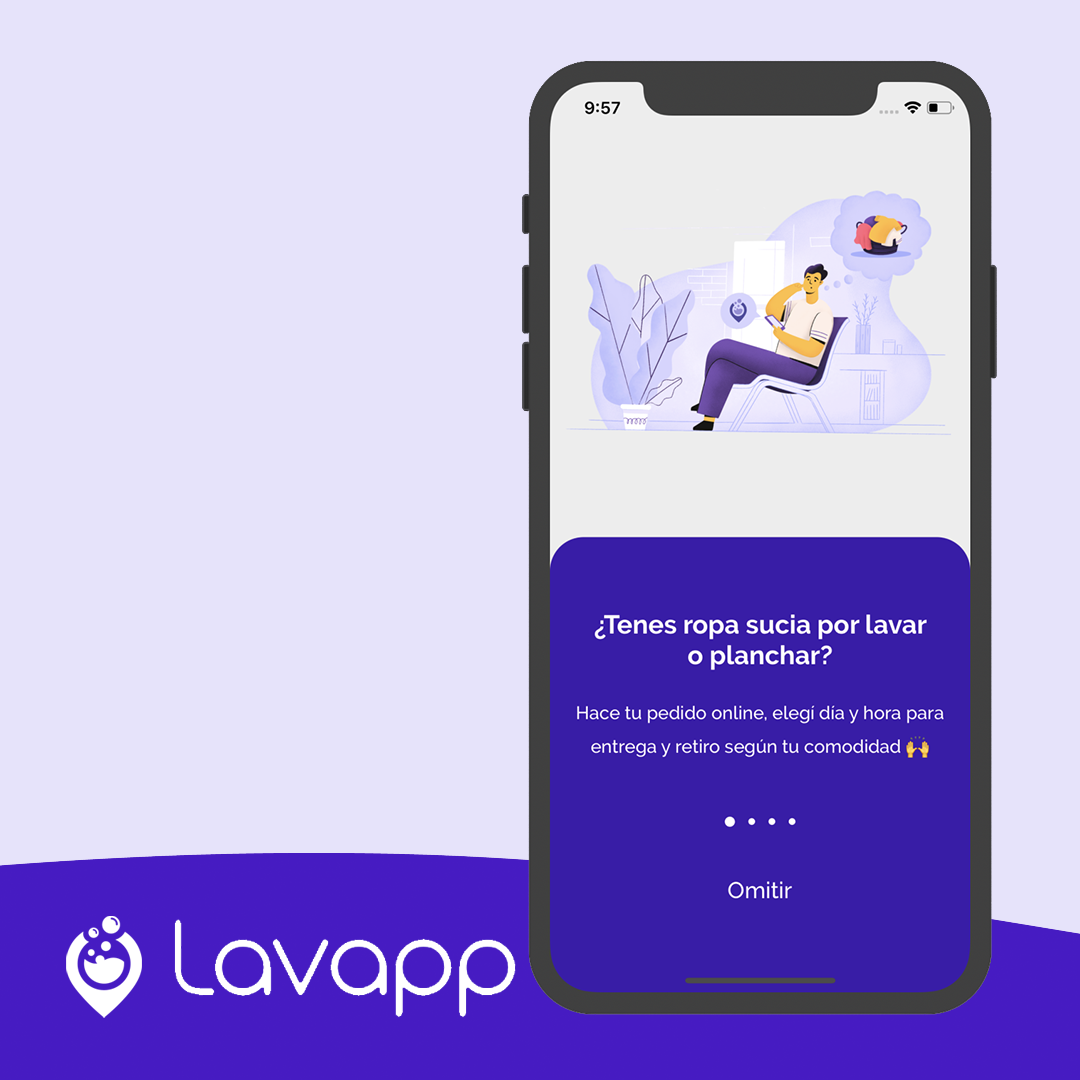 9:57
¿Tenes ropa sucia por lavar
o planchar?
Hace tu pedido online, elegí día y hora para
entrega y retiro según tu comodidad 🙌
Omitir
Lavapp